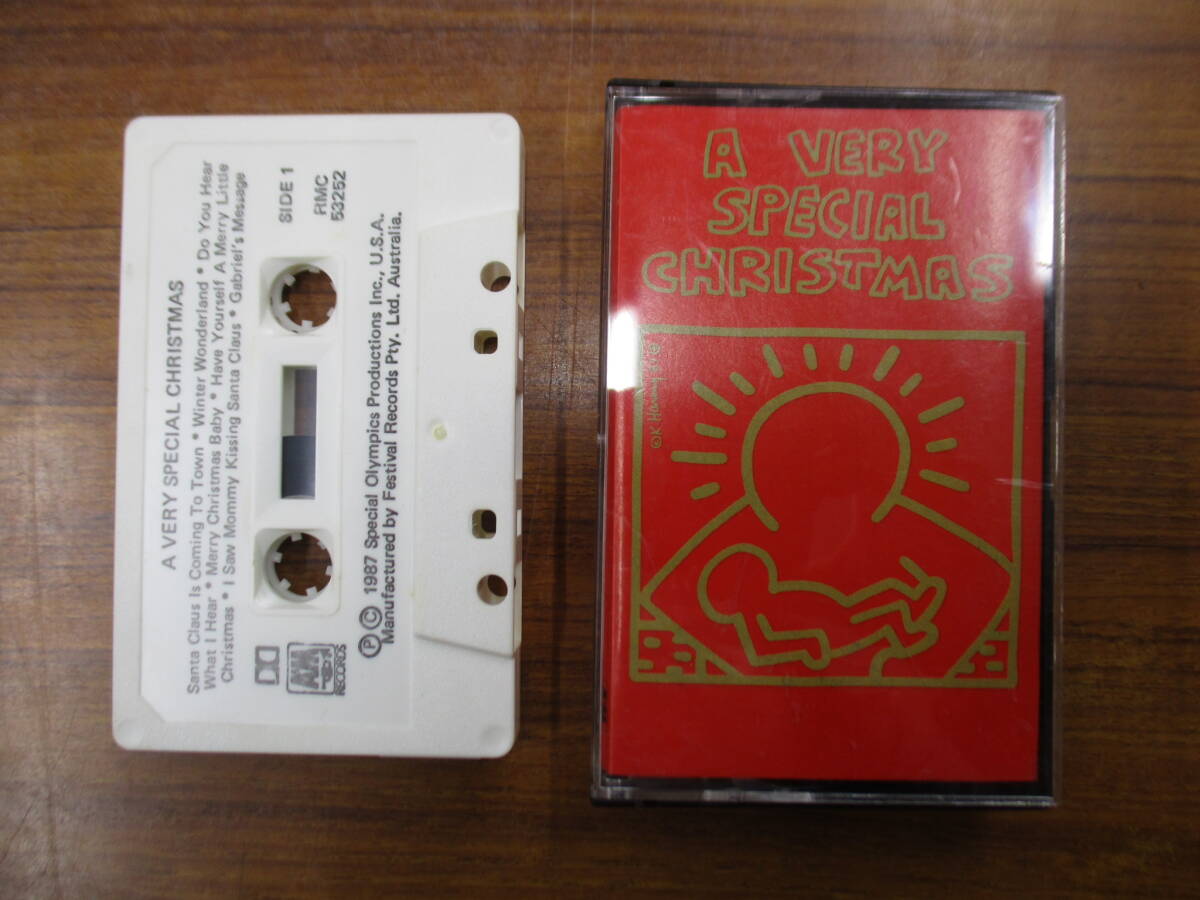 A VERY SPECIAL CHRISTMAS
Santa Claus Is Coming To Town * Winter Wonderland * Do You Hear
What I Hear * Merry Christmas Baby * Have Yourself A Merry Little
Christmas * I Saw Mommy Kissing Santa Claus * Gabriel's Message
SIDE 1
RMC
53252
AM
RECORDS
Ⓟ © 1987 Special Olympics Productions Inc., U.S.A.
Manufactured by Festival Records Pty. Ltd. Australia.
A VERY
SPECIAL
CHRISTMAS
© K. Haring